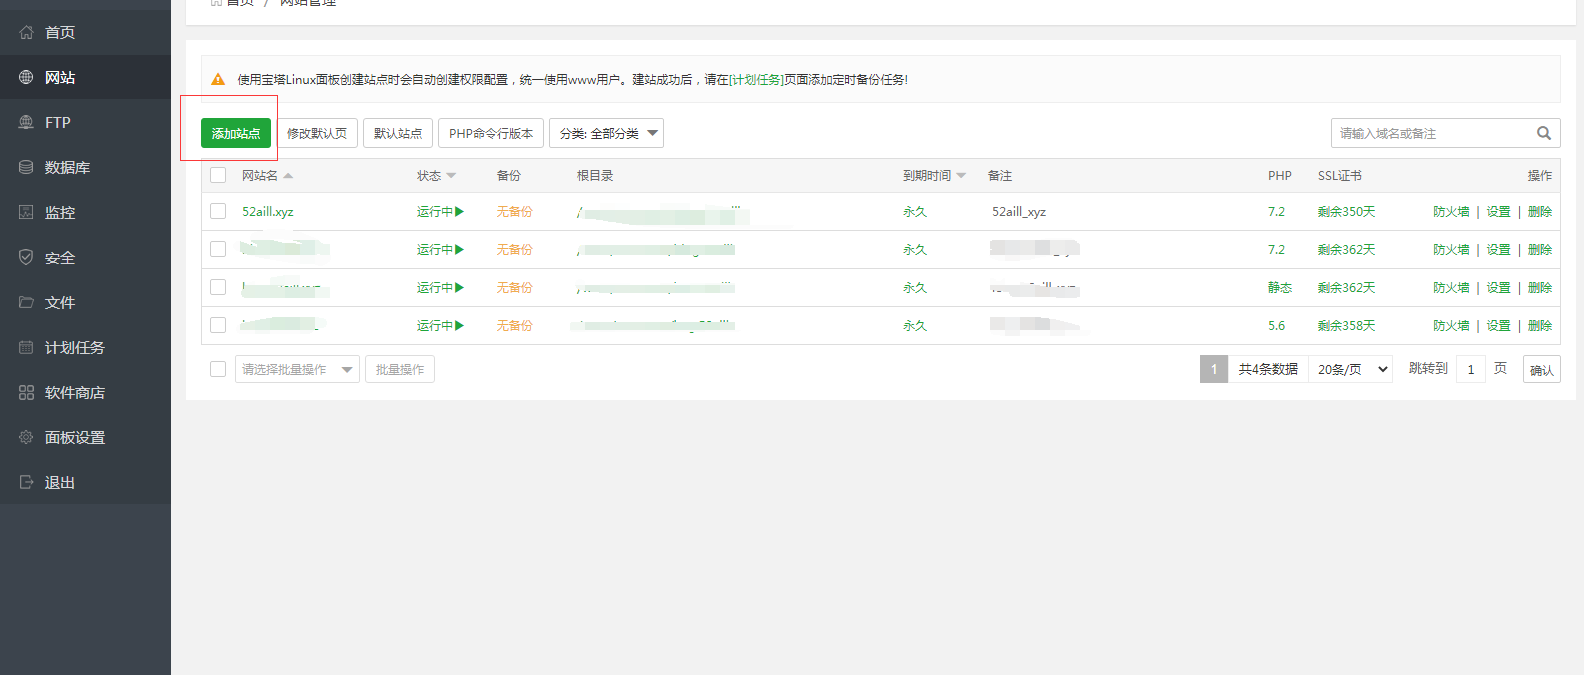 首页 / 网站管理
首页
网站
FTP
数据库
监控
安全
文件
计划任务
软件商店
面板设置
退出
使用宝塔Linux面板创建站点时会自动创建权限配置，统一使用www用户。建站成功后，请在[计划任务]页面添加定时备份任务!
添加站点 修改默认页 默认站点 PHP命令行版本 分类: 全部分类 请输入域名或备注
网站名 状态 备份 根目录 到期时间 备注 PHP SSL证书 操作
52aill.xyz 运行中 无备份 永久 52aill_xyz 7.2 剩余350天 防火墙 | 设置 | 删除
运行中 无备份 永久 7.2 剩余362天 防火墙 | 设置 | 删除
运行中 无备份 永久 静态 剩余362天 防火墙 | 设置 | 删除
运行中 无备份 永久 5.6 剩余358天 防火墙 | 设置 | 删除
请选择批量操作 批量操作 1 共4条数据 20条/页 跳转到 1 页 确认